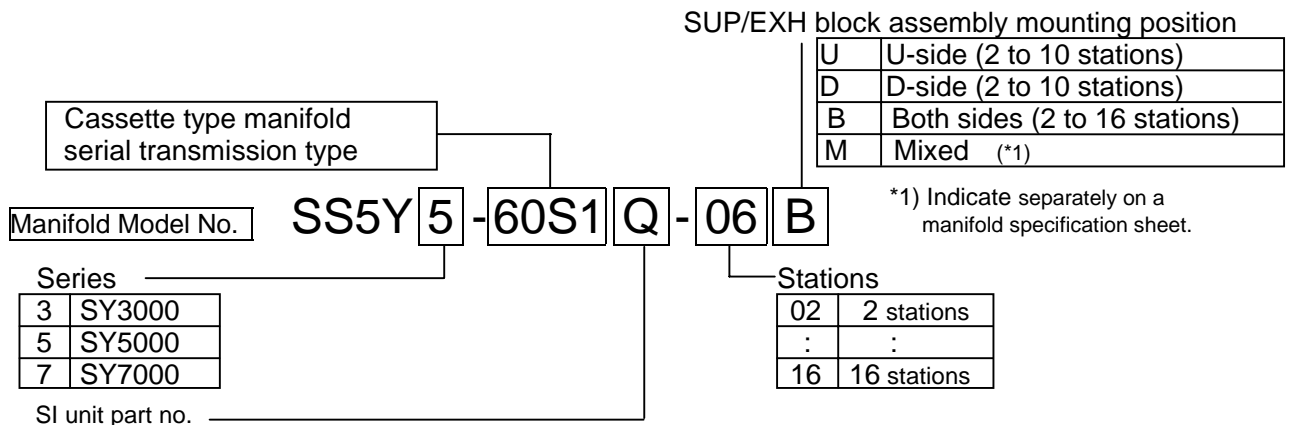 SUP/EXH block assembly mounting position
U U-side (2 to 10 stations)
D D-side (2 to 10 stations)
B Both sides (2 to 16 stations)
M Mixed (*1)
Cassette type manifold
serial transmission type
*1) Indicate separately on a
manifold specification sheet.
Manifold Model No. SS5Y 5 -60S1 Q - 06 B
Series
3 SY3000
5 SY5000
7 SY7000
Stations
02 2 stations
: :
16 16 stations
SI unit part no.